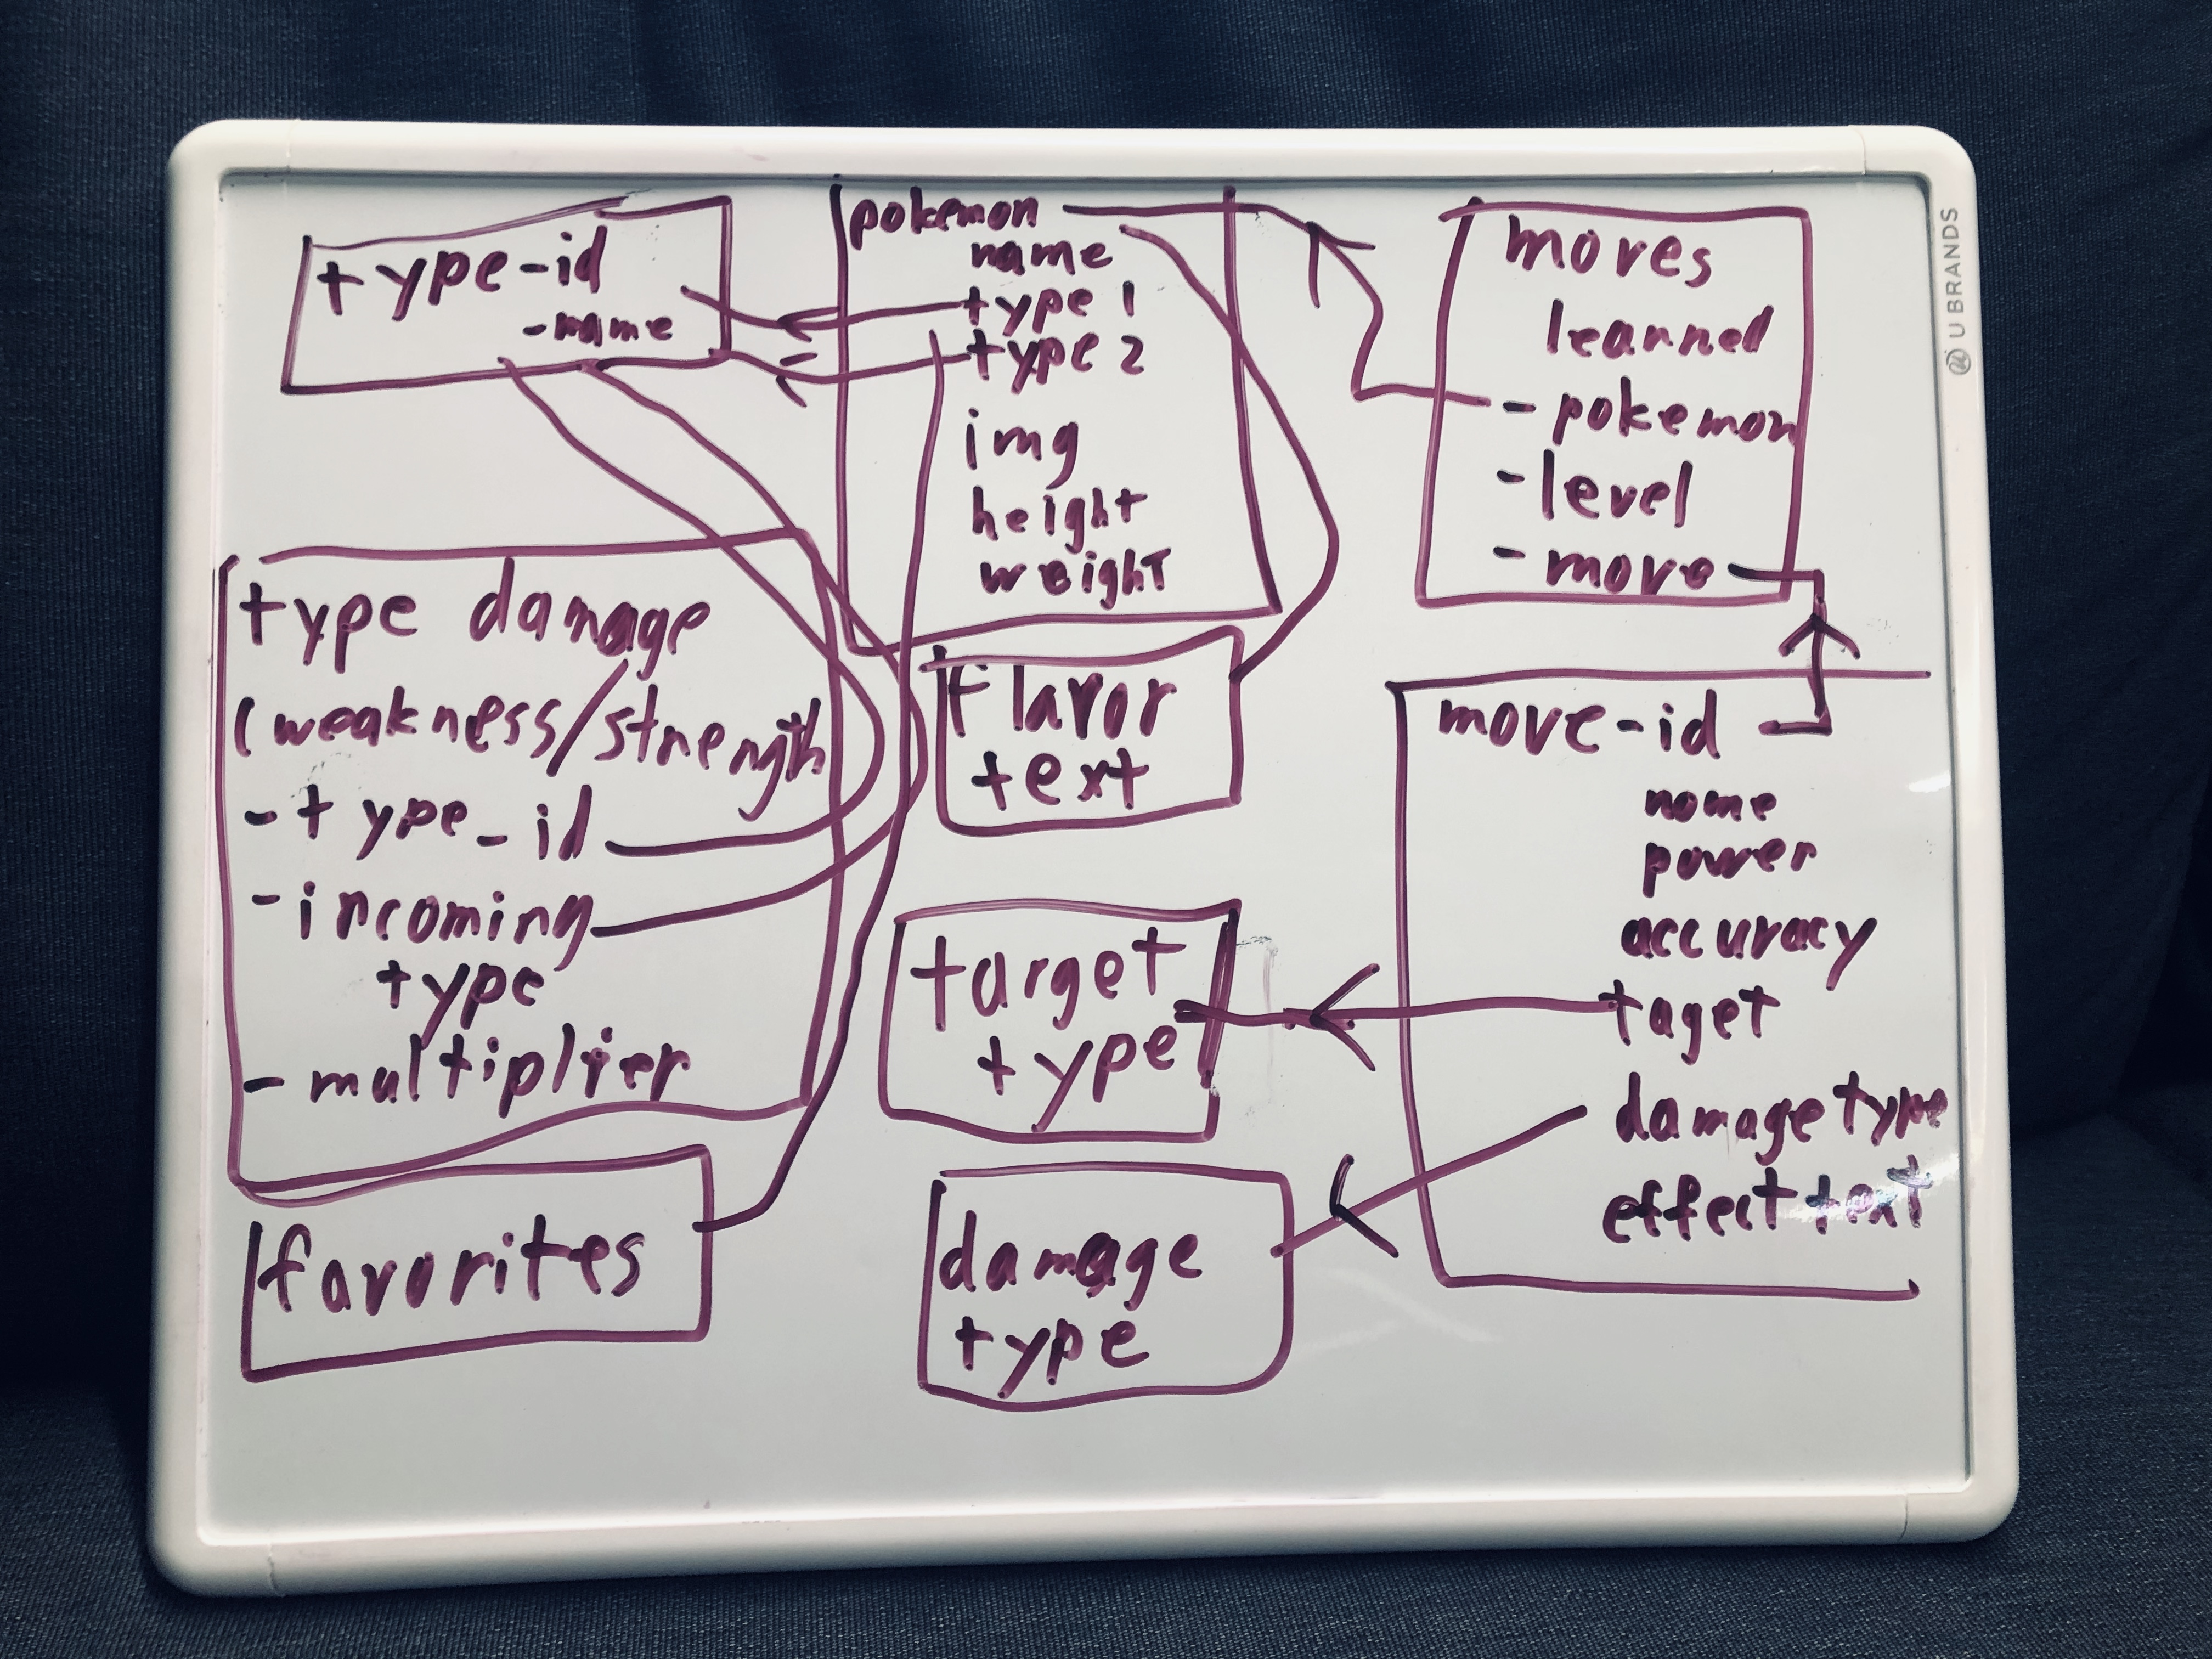 type-id
-name
pokemon
name
type 1
type 2
img
height
weight
moves
learned
- pokemon
- level
- move
type damage
(weakness/strength
- type_id
- incoming
type
- multiplier
flavor
text
move-id
name
power
accuracy
taget
damage type
effect text
target
type
favorites
damage
type
U BRANDS